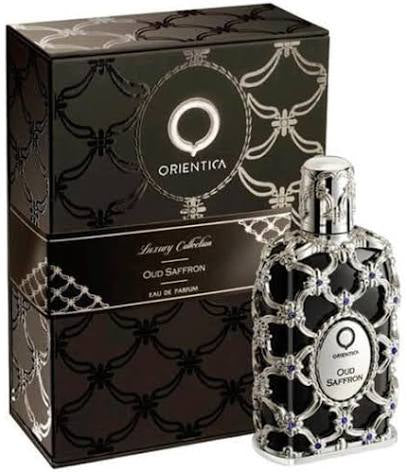 ORIENTICA
Luxury Collection
OUD SAFFRON
EAU DE PARFUM
ORIENTICA
OUD
SAFFRON